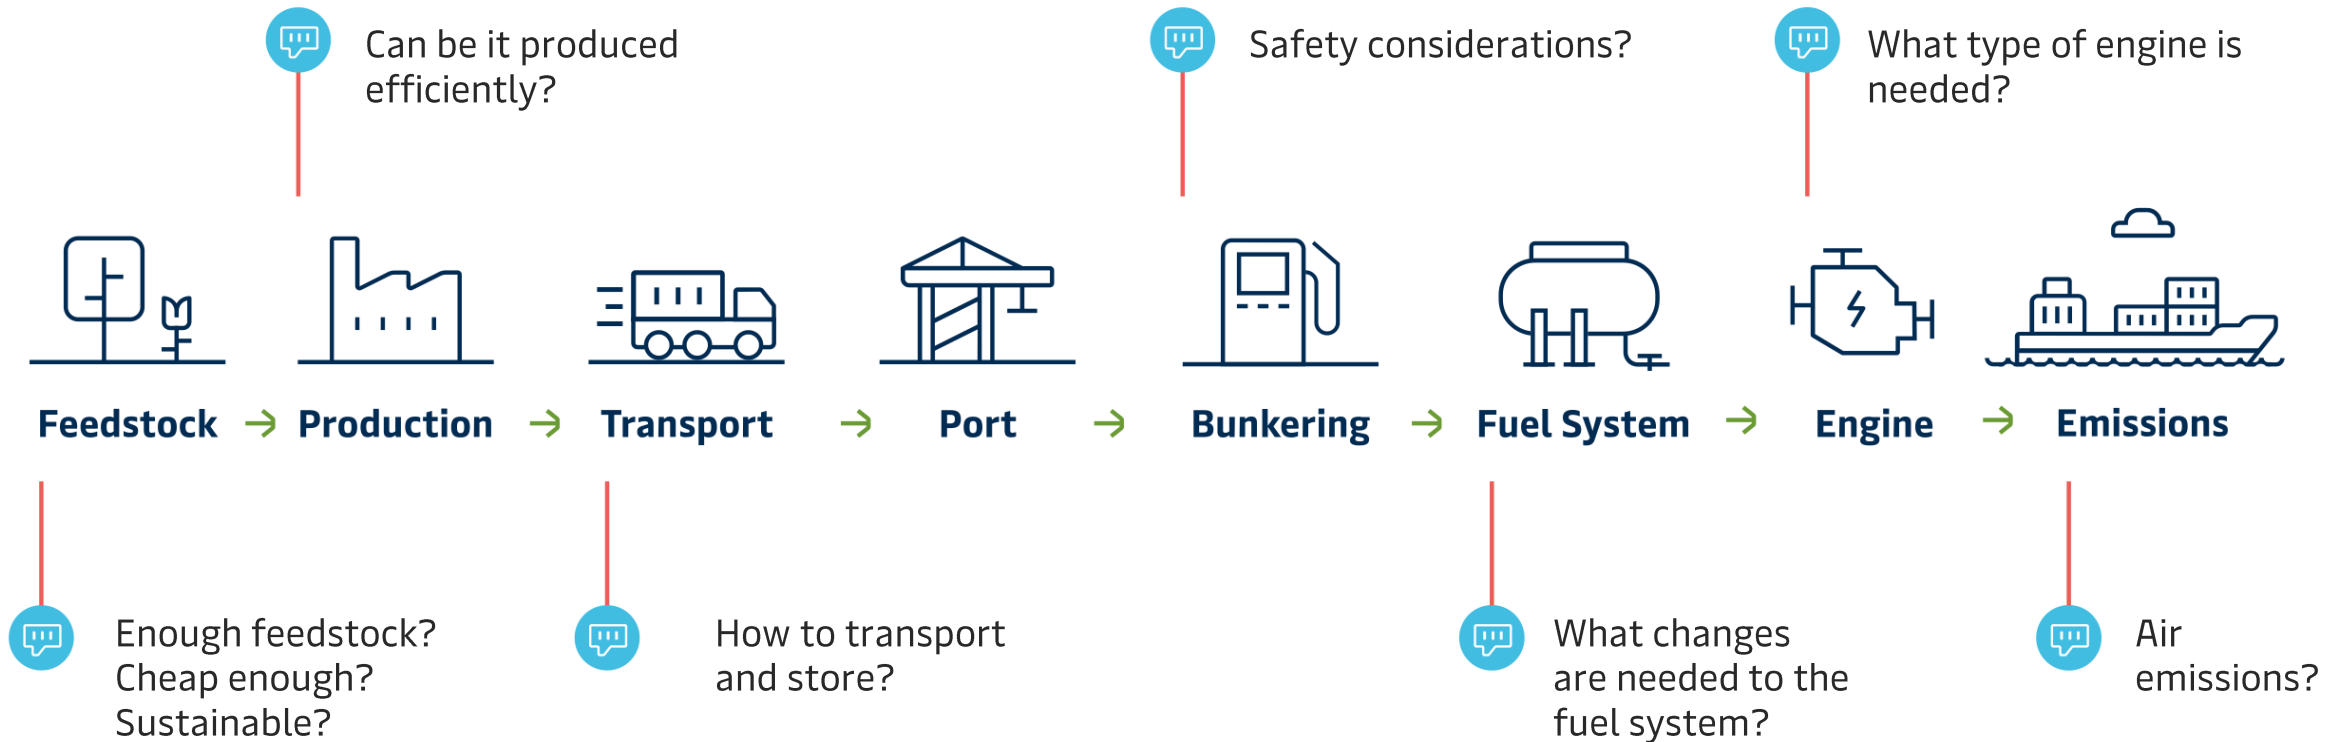 Can be it produced
efficiently?
Safety considerations?
What type of engine is
needed?
Feedstock
Production
Transport
Port
Bunkering
Fuel System
Engine
Emissions
Enough feedstock?
Cheap enough?
Sustainable?
How to transport
and store?
What changes
are needed to the
fuel system?
Air
emissions?